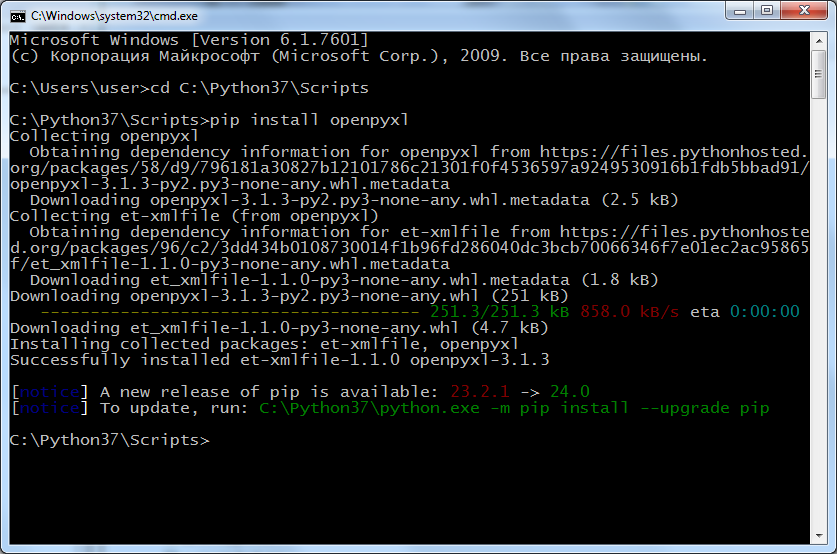 C:\Windows\system32\cmd.exe
Microsoft Windows [Version 6.1.7601]
(c) Корпорация Майкрософт (Microsoft Corp.), 2009. Все права защищены.
C:\Users\user>cd C:\Python37\Scripts
C:\Python37\Scripts>pip install openpyxl
Collecting openpyxl
  Obtaining dependency information for openpyxl from https://files.pythonhosted.
org/packages/58/d9/796181a30827b12101786c21301f0f4536597a9249530916b1fdb5bbad91/
openpyxl-3.1.3-py2.py3-none-any.whl.metadata
  Downloading openpyxl-3.1.3-py2.py3-none-any.whl.metadata (2.5 kB)
Collecting et-xmlfile (from openpyxl)
  Obtaining dependency information for et-xmlfile from https://files.pythonhoste
d.org/packages/96/c2/3dd434b0108730014f1b96fd286040dc3bcb70066346f7e01ec2ac95865
f/et_xmlfile-1.1.0-py3-none-any.whl.metadata
  Downloading et_xmlfile-1.1.0-py3-none-any.whl.metadata (1.8 kB)
Downloading openpyxl-3.1.3-py2.py3-none-any.whl (251 kB)
   -------------------------------------- 251.3/251.3 kB 858.0 kB/s eta 0:00:00
Downloading et_xmlfile-1.1.0-py3-none-any.whl (4.7 kB)
Installing collected packages: et-xmlfile, openpyxl
Successfully installed et-xmlfile-1.1.0 openpyxl-3.1.3
[notice] A new release of pip is available: 23.2.1 -> 24.0
[notice] To update, run: C:\Python37\python.exe -m pip install --upgrade pip
C:\Python37\Scripts>